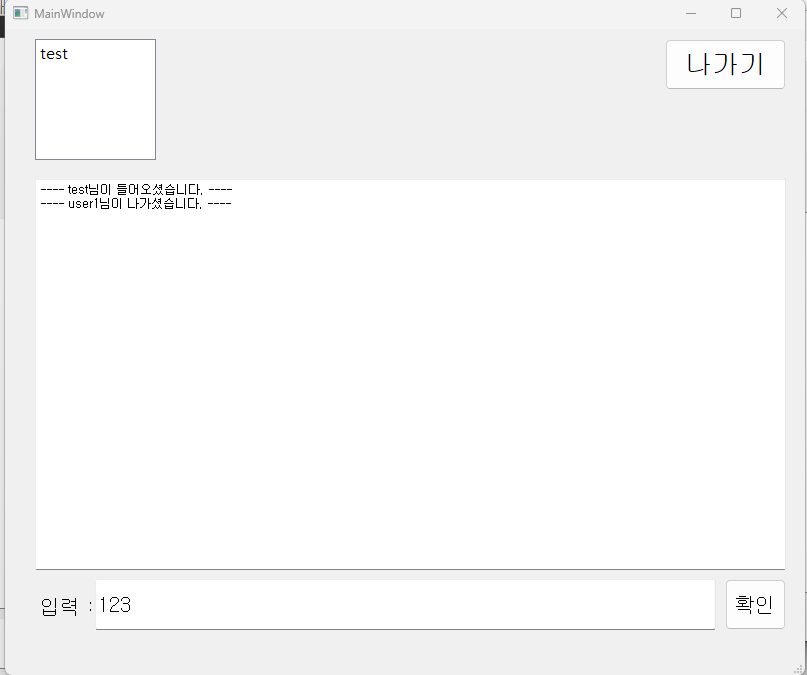 MainWindow
test
나가기
---- test님이 들어오셨습니다. ----
---- user1님이 나가셨습니다. ----
입력 : 123
확인